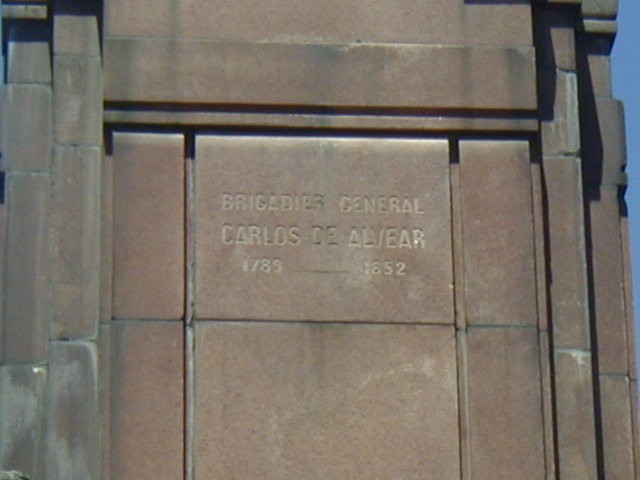 BRIGADIER GENERAL
CARLOS DE ALVEAR
1789 — 1852